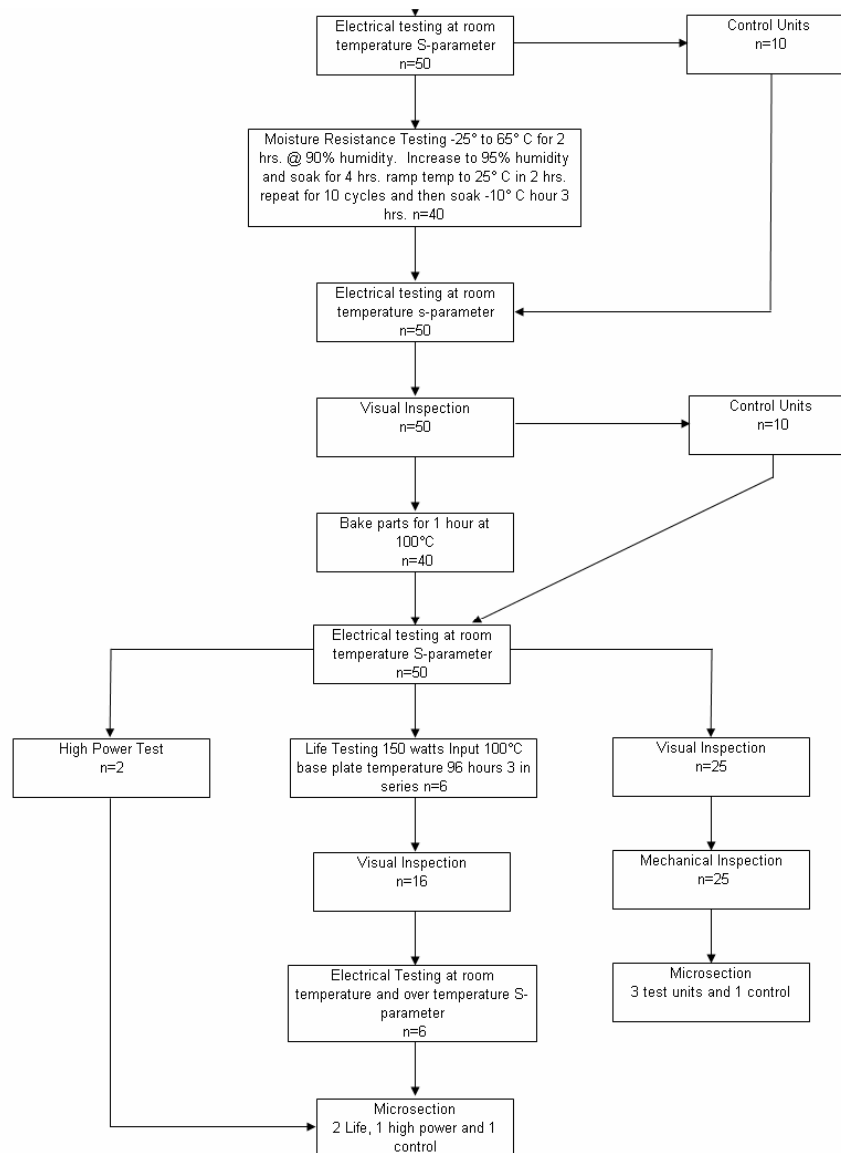 Electrical testing at room
temperature S-parameter
n=50
Control Units
n=10
Moisture Resistance Testing -25° to 65° C for 2
hrs. @ 90% humidity.  Increase to 95% humidity
and soak for 4 hrs. ramp temp to 25° C in 2 hrs.
repeat for 10 cycles and then soak -10° C hour 3
hrs. n=40
Electrical testing at room
temperature s-parameter
n=50
Visual Inspection
n=50
Control Units
n=10
Bake parts for 1 hour at
100°C
n=40
Electrical testing at room
temperature S-parameter
n=50
High Power Test
n=2
Life Testing 150 watts Input 100°C
base plate temperature 96 hours 3 in
series n=6
Visual Inspection
n=25
Visual Inspection
n=16
Mechanical Inspection
n=25
Electrical Testing at room
temperature and over temperature S-
parameter
n=6
Microsection
3 test units and 1 control
Microsection
2 Life, 1 high power and 1
control